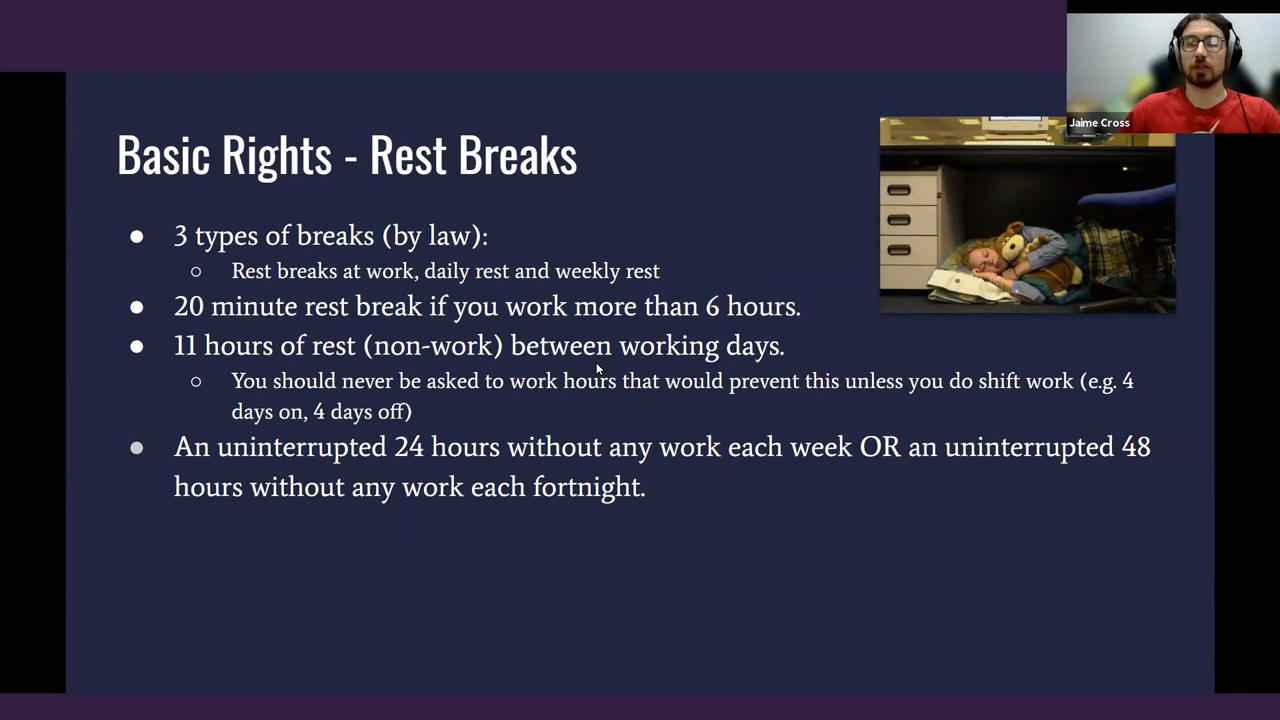 Jaime Cross
Basic Rights - Rest Breaks
● 3 types of breaks (by law):
○ Rest breaks at work, daily rest and weekly rest
● 20 minute rest break if you work more than 6 hours.
● 11 hours of rest (non-work) between working days.
○ You should never be asked to work hours that would prevent this unless you do shift work (e.g. 4
days on, 4 days off)
● An uninterrupted 24 hours without any work each week OR an uninterrupted 48
hours without any work each fortnight.